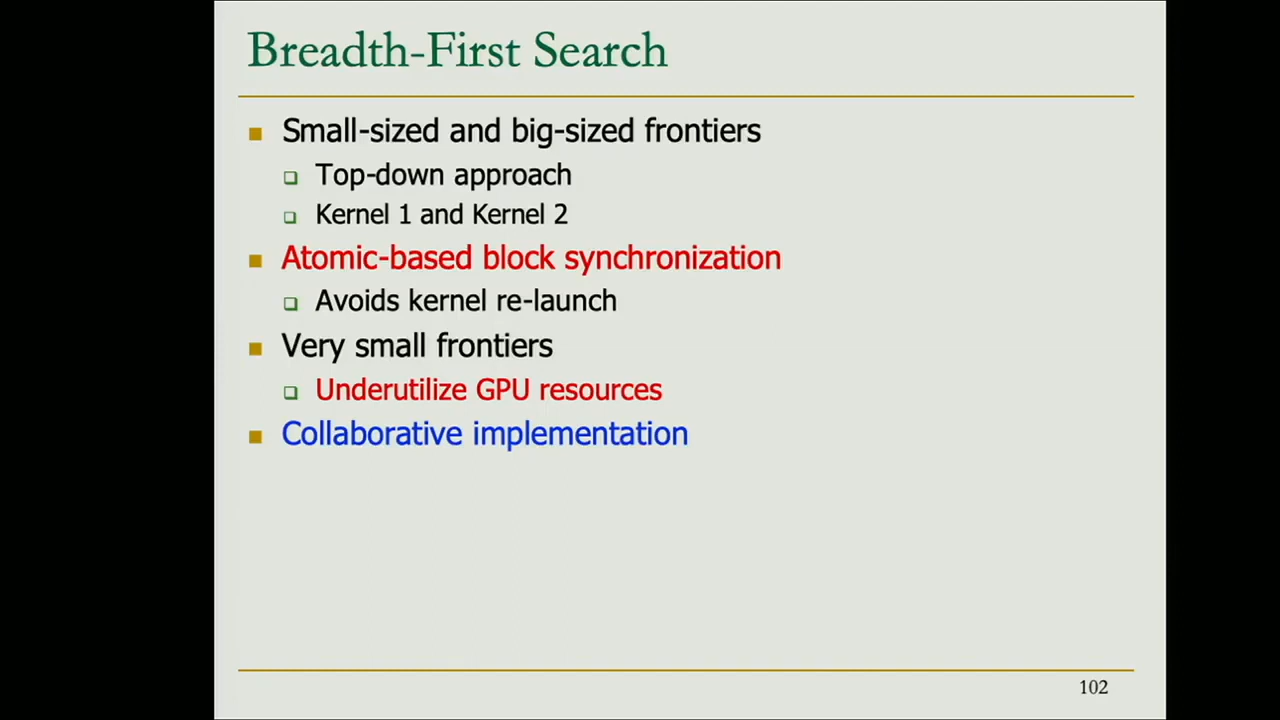 Breadth-First Search
Small-sized and big-sized frontiers
Top-down approach
Kernel 1 and Kernel 2
Atomic-based block synchronization
Avoids kernel re-launch
Very small frontiers
Underutilize GPU resources
Collaborative implementation
102